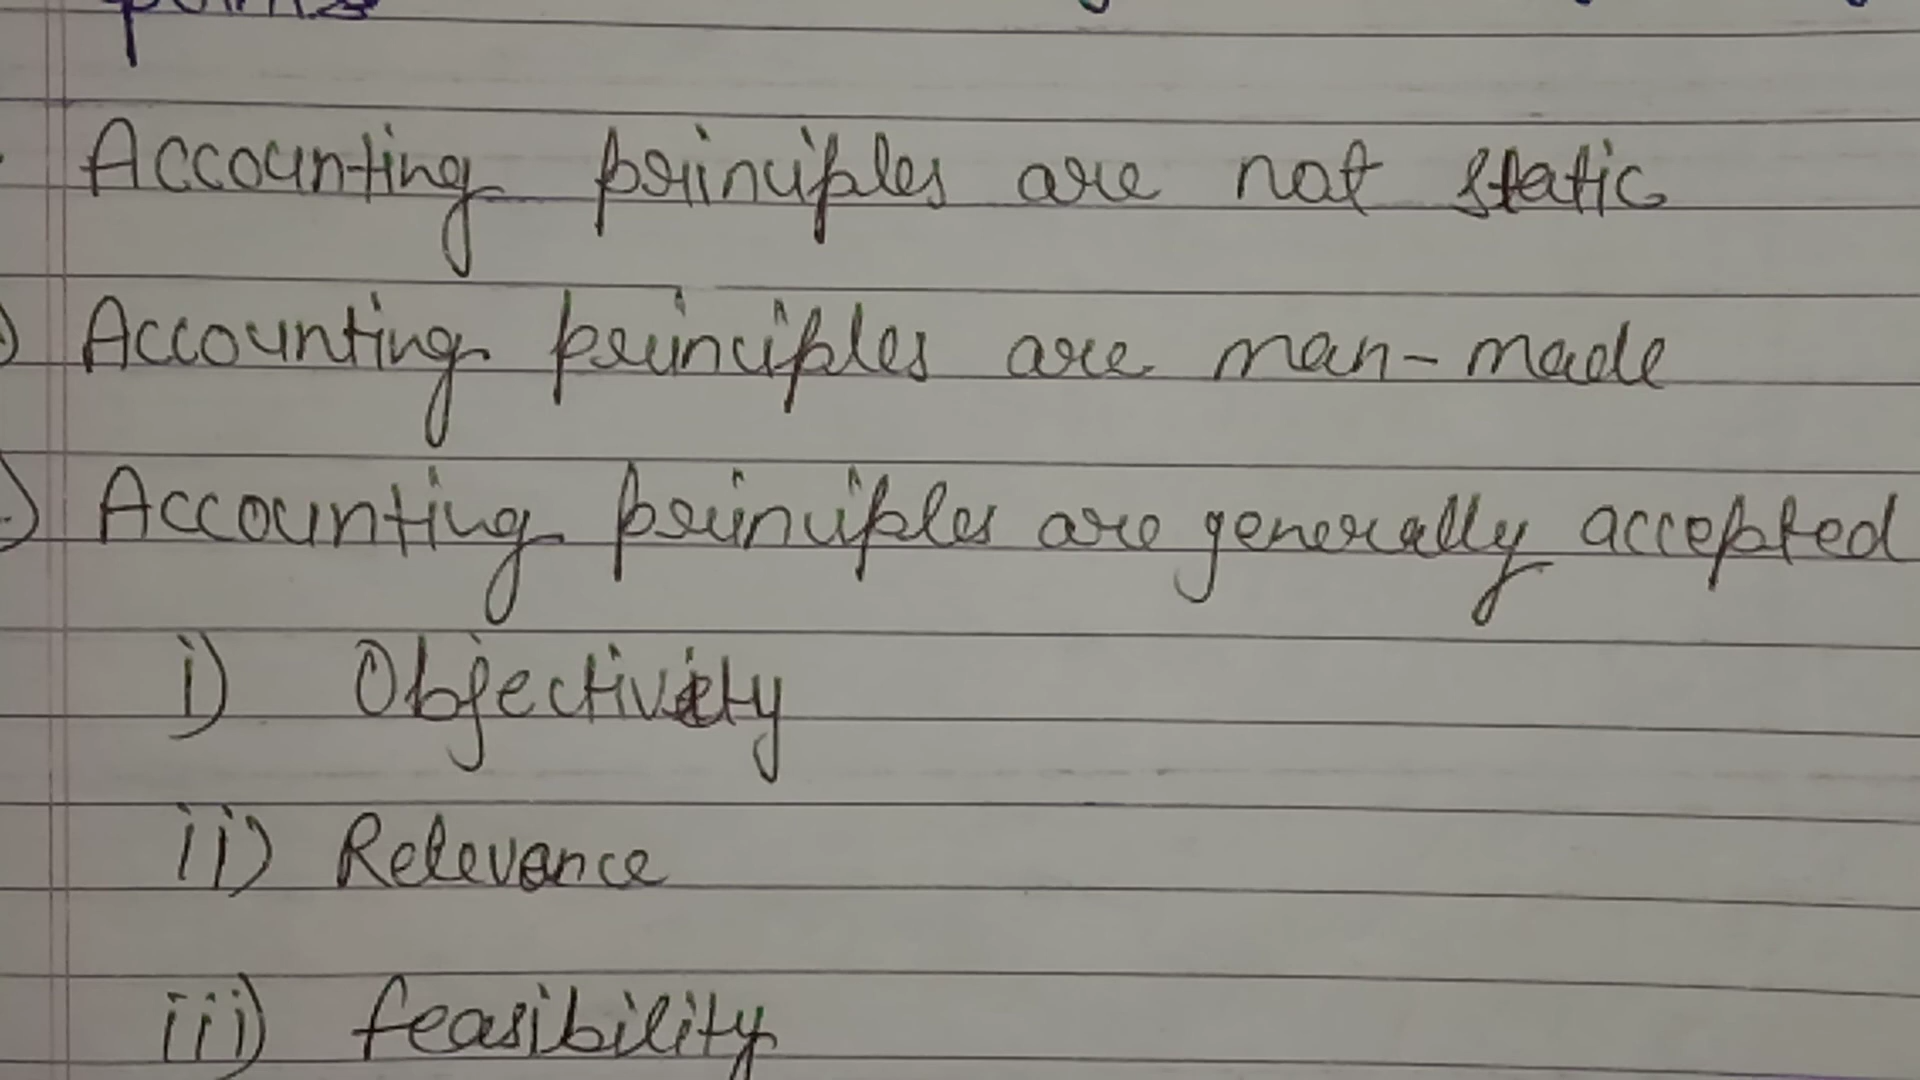 Accounting principles are not static
) Accounting principles are man-made
) Accounting principles are generally accepted
i) Objectivity
ii) Relevance
iii) feasibility